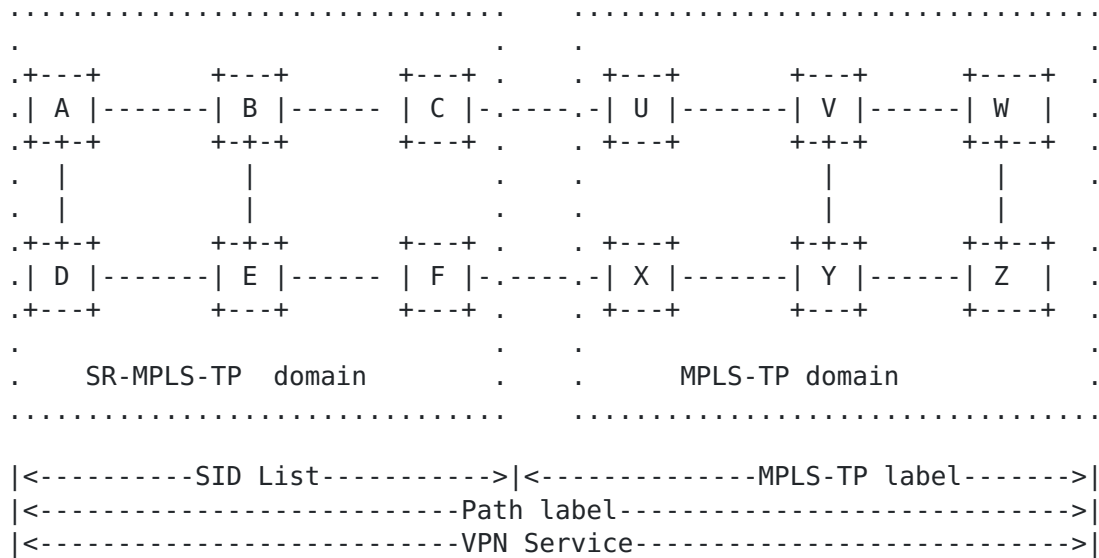 ................................    ..................................
.                               .    .                                .
.+---+       +---+       +---+ .    . +---+       +---+      +----+  .
.| A |-------| B |------ | C |-.----.-| U |-------| V |------| W  |  .
.+-+-+       +-+-+       +---+ .    . +---+       +-+-+      +-+--+  .
.  |           |               .    .               |          |     .
.  |           |               .    .               |          |
.+-+-+       +-+-+       +---+ .    . +---+       +-+-+      +-+--+  .
.| D |-------| E |------ | F |-.----.-| X |-------| Y |------| Z  |  .
.+---+       +---+       +---+ .    . +---+       +---+      +----+  .
.                               .    .                                .
.    SR-MPLS-TP  domain        .    .      MPLS-TP domain            .
................................    ..................................
|<----------SID List----------->|<--------------MPLS-TP label------->|
|<---------------------------Path label------------------------------>|
|<---------------------------VPN Service---------------------------->|